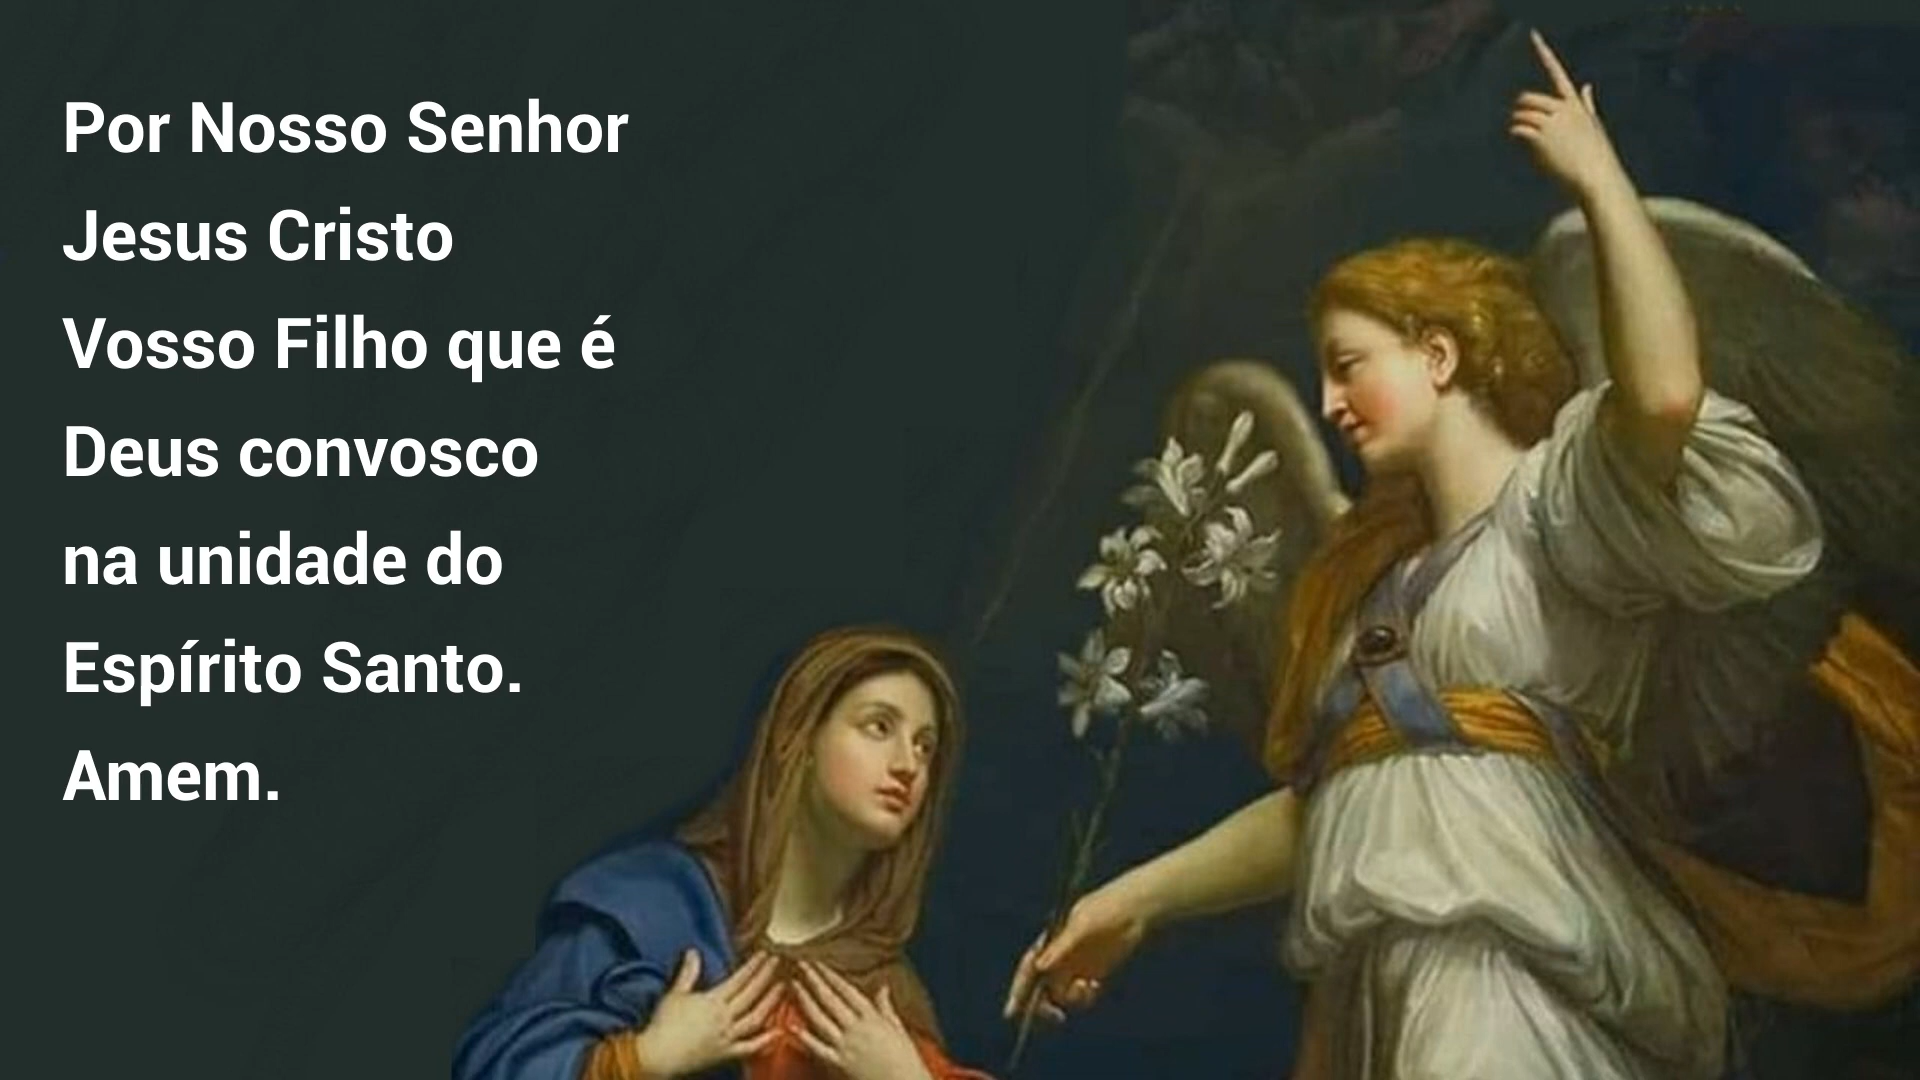 Por Nosso Senhor
Jesus Cristo
Vosso Filho que é
Deus convosco
na unidade do
Espírito Santo.
Amem.